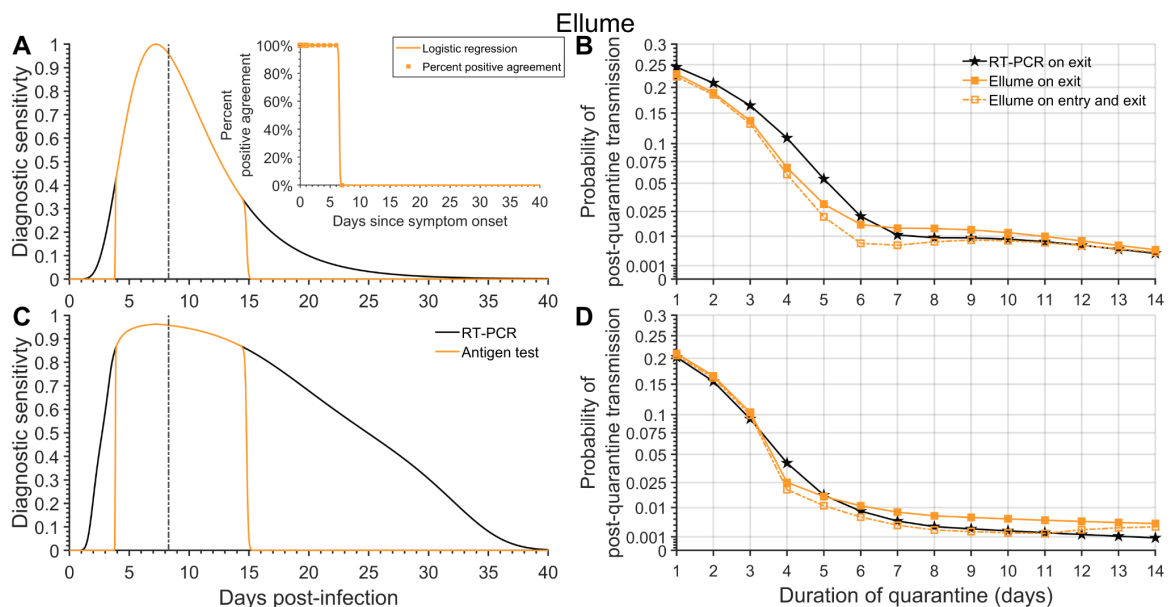 Ellume
A
Diagnostic sensitivty
1
0.9
0.8
0.7
0.6
0.5
0.4
0.3
0.2
0.1
0
0 5 10 15 20 25 30 35 40
Percent
positive agreement
100%
80%
60%
40%
20%
0%
0 5 10 15 20 25 30 35 40
Days since symptom onset
Logistic regression
Percent positive agreement
B
Probability of
post-quarantine transmission
0.3
0.25
0.2
0.15
0.1
0.075
0.05
0.025
0.01
0.001
0
1 2 3 4 5 6 7 8 9 10 11 12 13 14
RT-PCR on exit
Ellume on exit
Ellume on entry and exit
C
Diagnostic sensitivty
1
0.9
0.8
0.7
0.6
0.5
0.4
0.3
0.2
0.1
0
0 5 10 15 20 25 30 35 40
Days post-infection
RT-PCR
Antigen test
D
Probability of
post-quarantine transmission
0.3
0.25
0.2
0.15
0.1
0.075
0.05
0.025
0.01
0.001
0
1 2 3 4 5 6 7 8 9 10 11 12 13 14
Duration of quarantine (days)